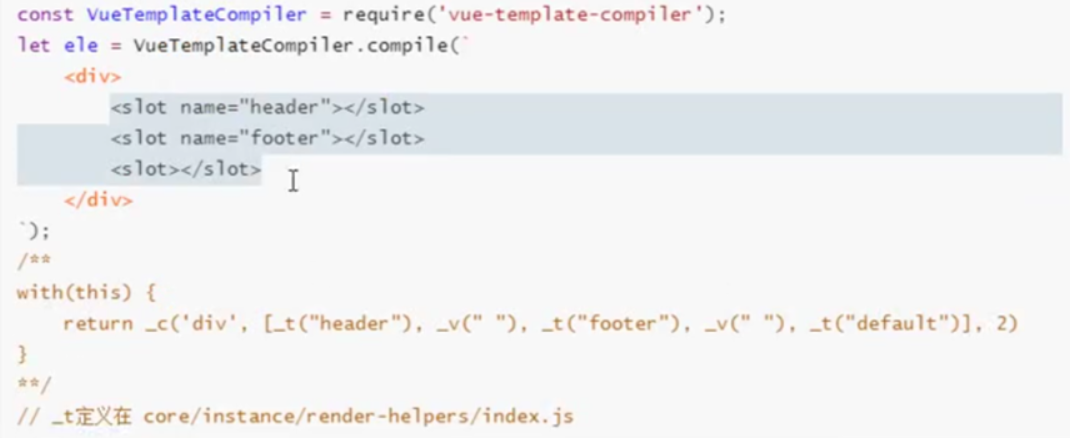 const VueTemplateCompiler = require('vue-template-compiler');
let ele = VueTemplateCompiler.compile(`
    <div>
        <slot name="header"></slot>
        <slot name="footer"></slot>
        <slot></slot>
    </div>
`);
/**
with(this) {
    return _c('div', [_t("header"), _v(" "), _t("footer"), _v(" "), _t("default")], 2)
}
**/
// _t定义在 core/instance/render-helpers/index.js